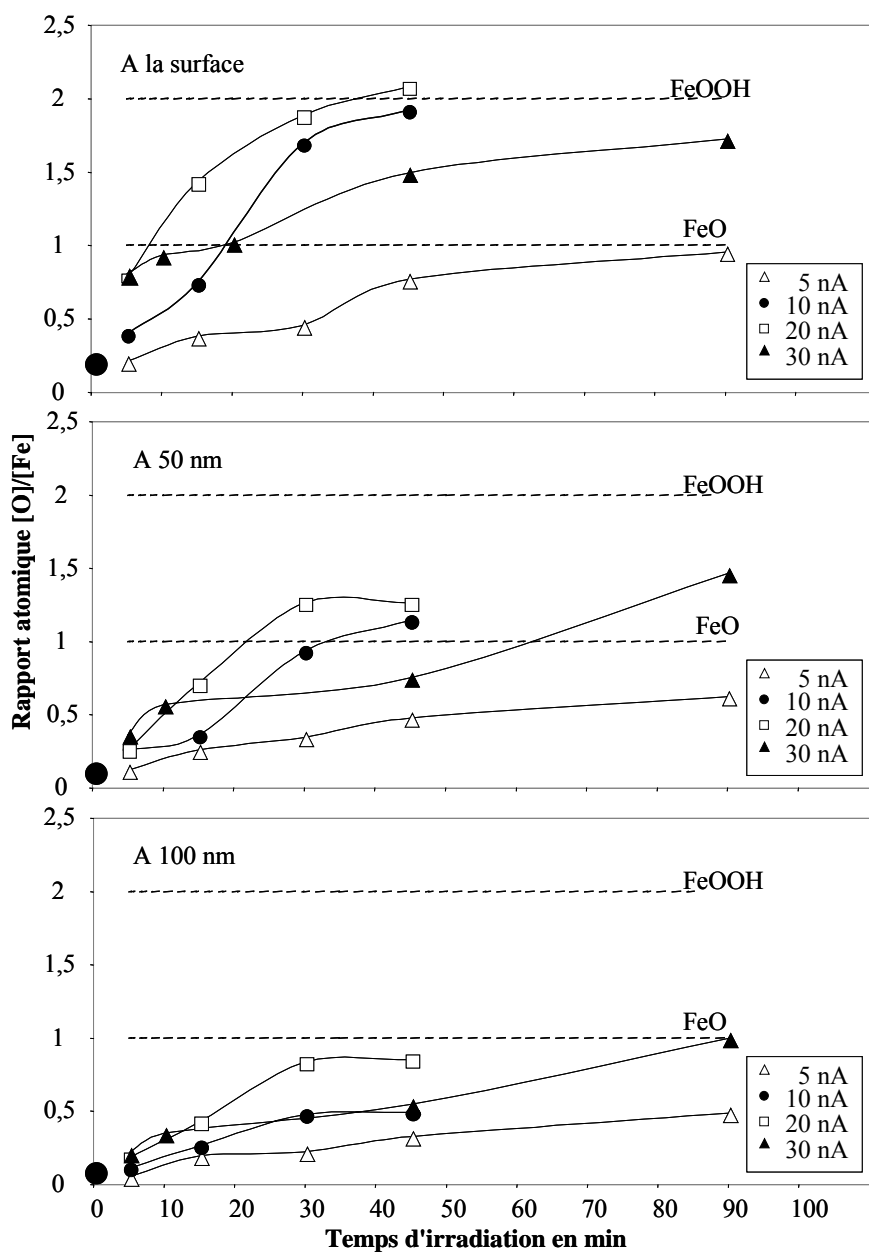 Rapport atomique [O]/[Fe]
2,5
A la surface
FeOOH
2
1,5
FeO
1
5 nA
10 nA
20 nA
30 nA
0,5
0
2,5
A 50 nm
FeOOH
2
1,5
FeO
1
5 nA
10 nA
20 nA
30 nA
0,5
0
2,5
A 100 nm
FeOOH
2
1,5
FeO
1
5 nA
10 nA
20 nA
30 nA
0,5
0
0 10 20 30 40 50 60 70 80 90 100
Temps d'irradiation en min